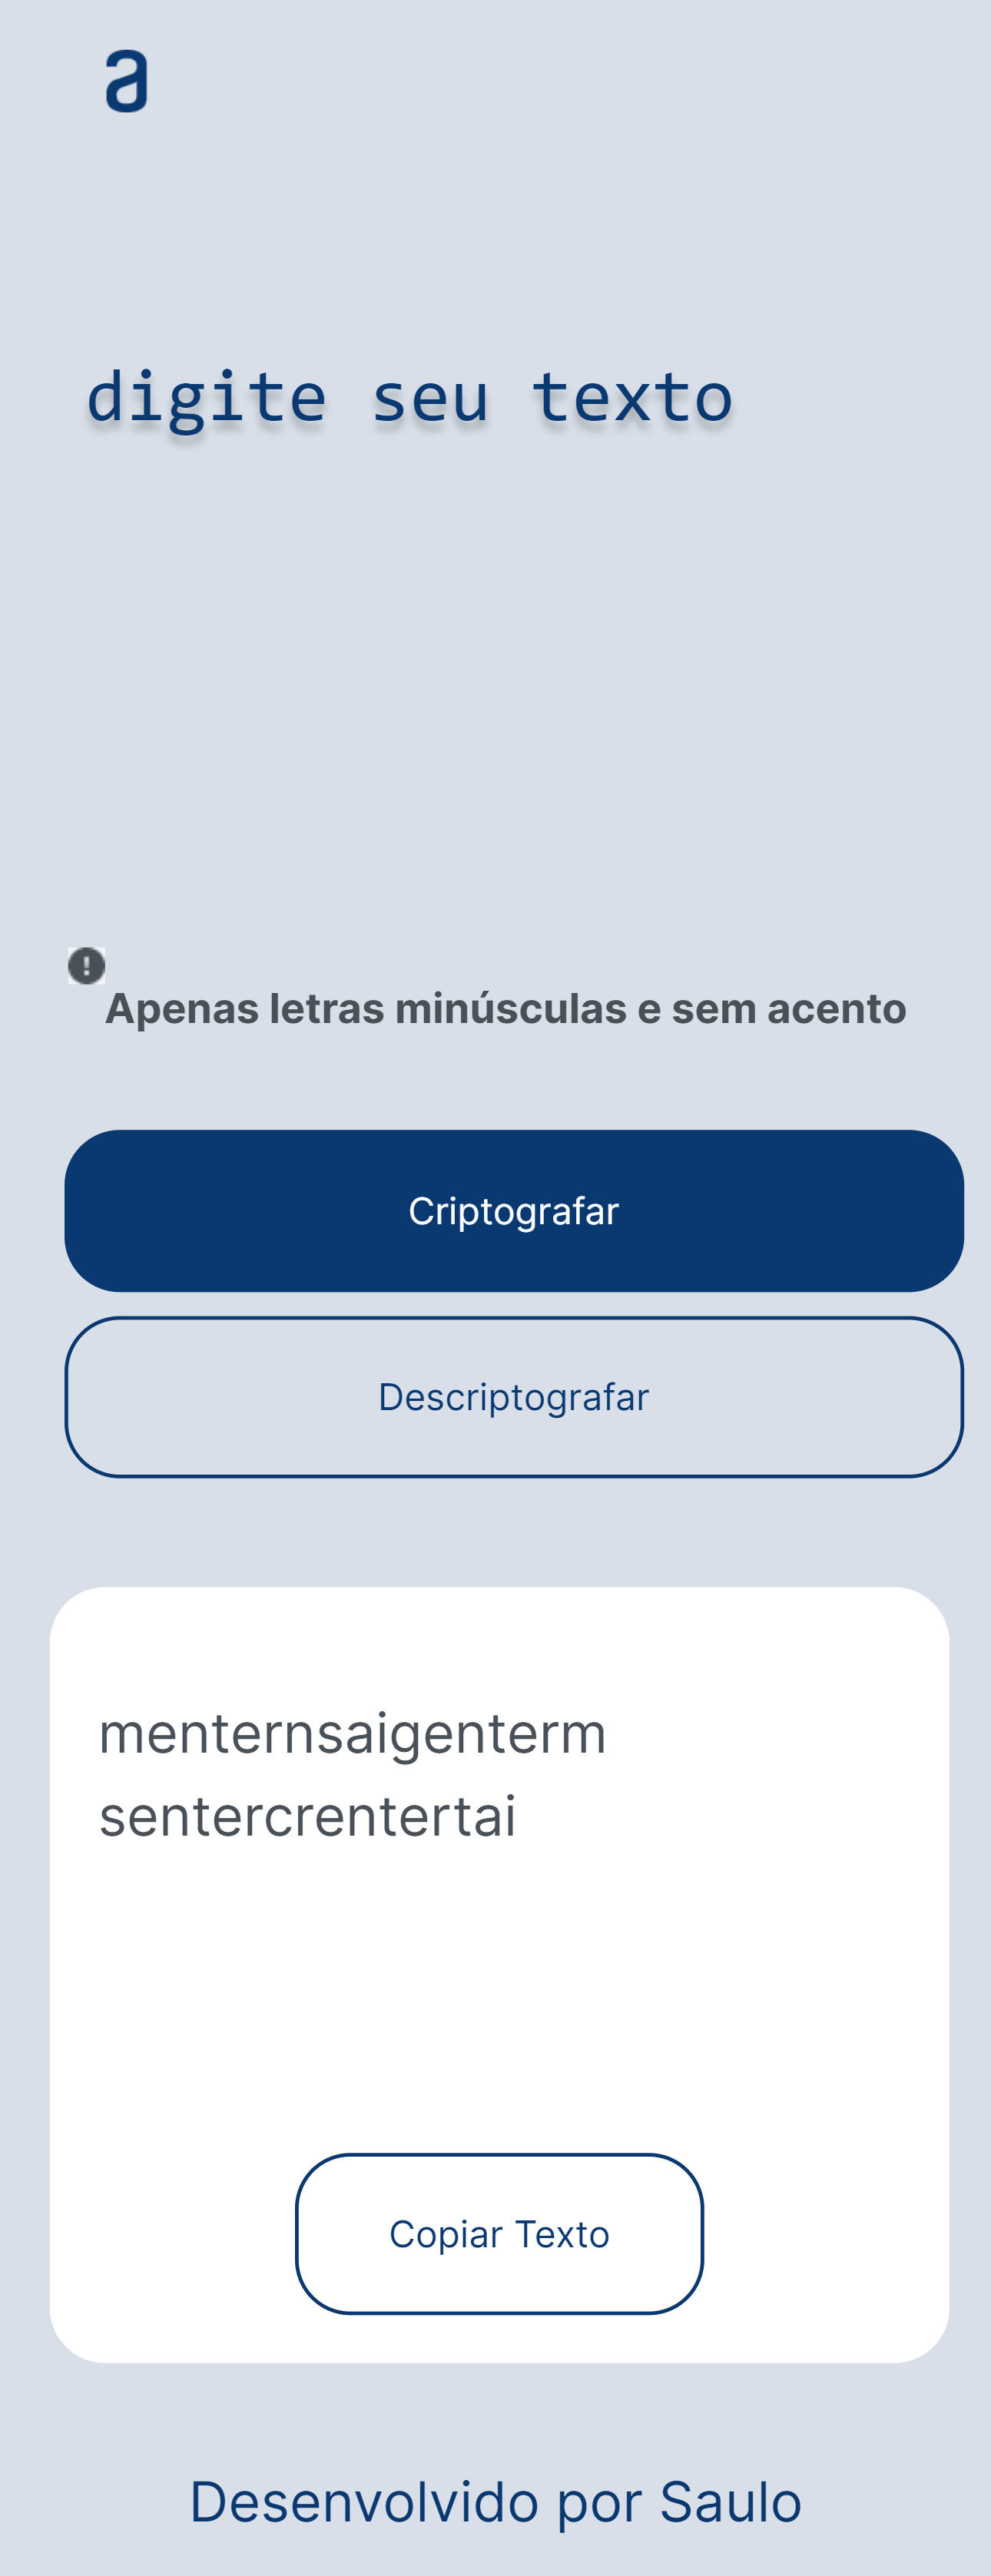 a
digite seu texto
Apenas letras minúsculas e sem acento
Criptografar
Descriptografar
menternsaigenterm
sentercrentertai
Copiar Texto
Desenvolvido por Saulo